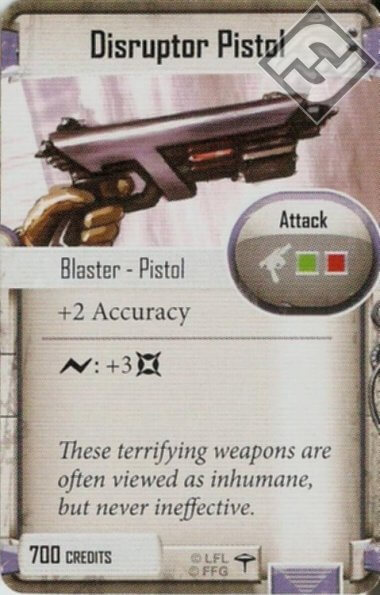 Disruptor Pistol
Attack
Blaster - Pistol
+2 Accuracy
: +3
These terrifying weapons are
often viewed as inhumane,
but never ineffective.
700 CREDITS
© LFL
© FFG